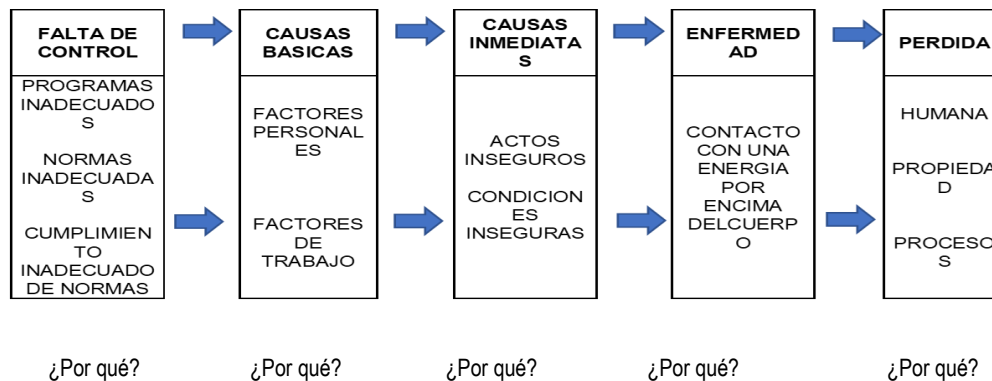 FALTA DE
CONTROL
PROGRAMAS
INADECUADO
S
NORMAS
INADECUADA
S
CUMPLIMIEN
TO
INADECUADO
DE NORMAS
CAUSAS
BASICAS
FACTORES
PERSONAL
ES
FACTORES
DE
TRABAJO
CAUSAS
INMEDIATA
S
ACTOS
INSEGUROS
CONDICION
ES
INSEGURAS
ENFERMED
AD
CONTACTO
CON UNA
ENERGIA
POR
ENCIMA
DELCUERP
O
PERDIDA
HUMANA
PROPIEDA
D
PROCESO
S
¿Por qué?
¿Por qué?
¿Por qué?
¿Por qué?
¿Por qué?